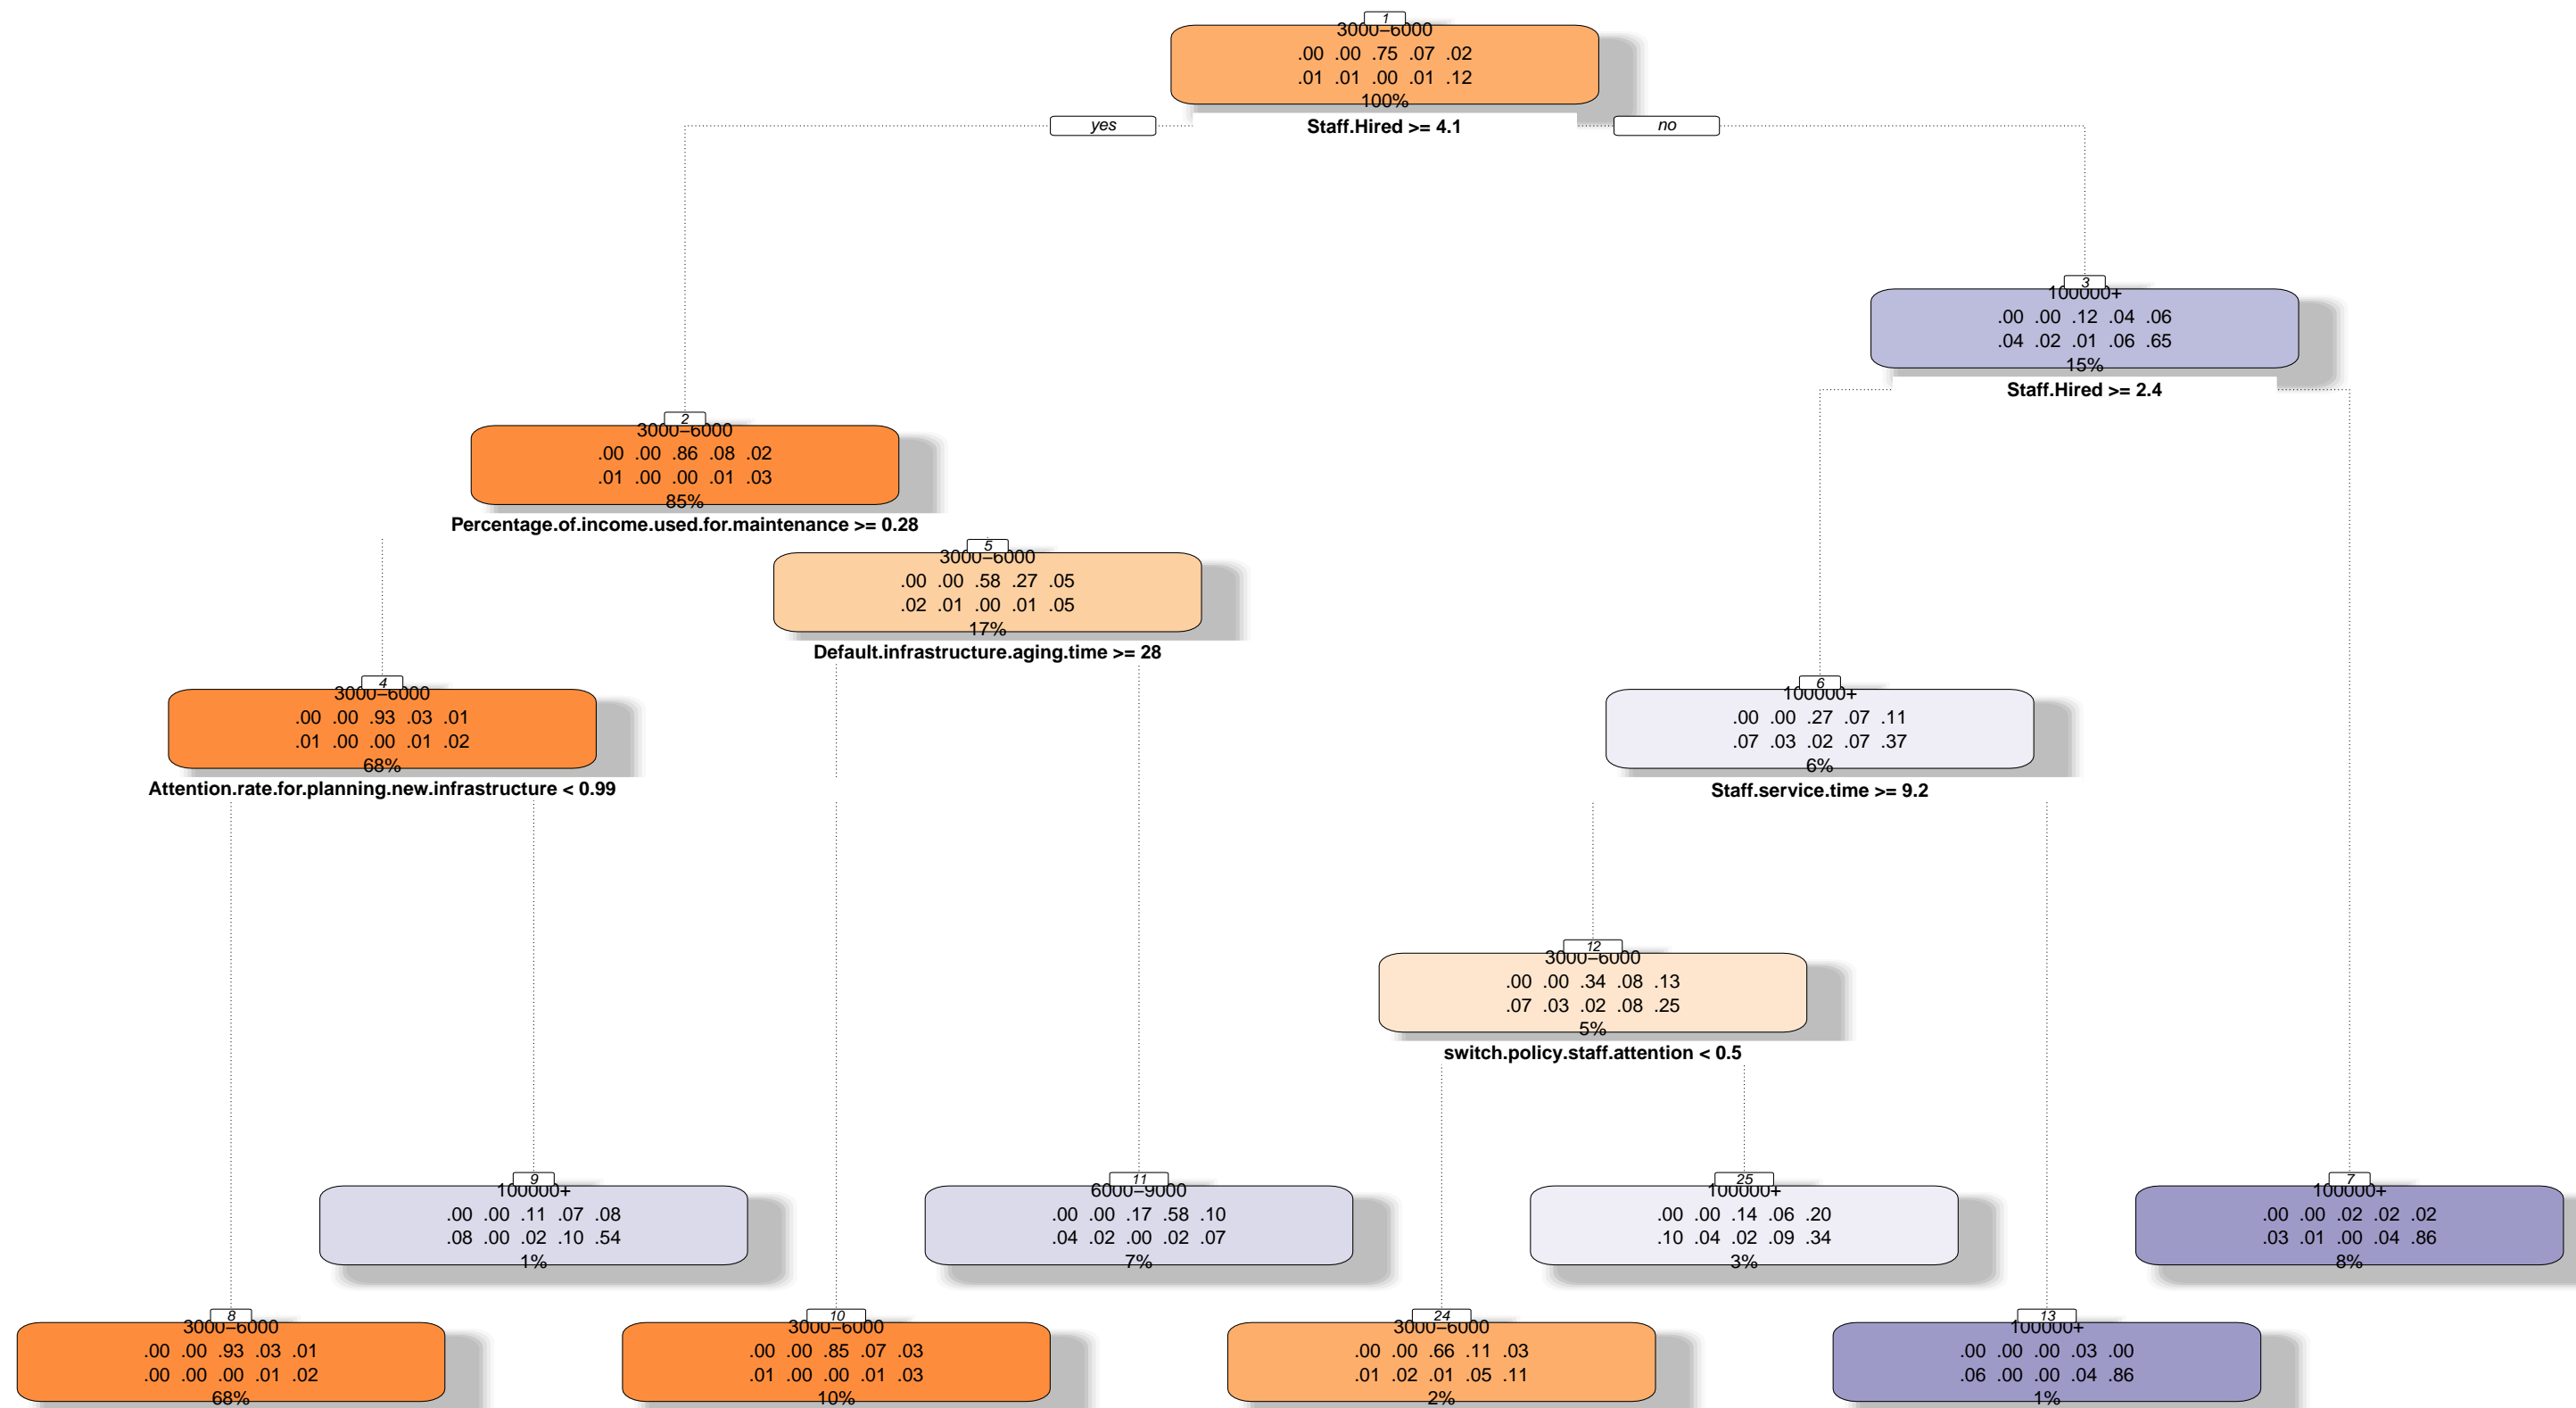 1
3000–6000
.00 .00 .75 .07 .02
.01 .01 .00 .01 .12
100%
yes
Staff.Hired >= 4.1
no
3
100000+
.00 .00 .12 .04 .06
.04 .02 .01 .06 .65
15%
Staff.Hired >= 2.4
2
3000–6000
.00 .00 .86 .08 .02
.01 .00 .00 .01 .03
85%
Percentage.of.income.used.for.maintenance >= 0.28
5
3000–6000
.00 .00 .58 .27 .05
.02 .01 .00 .01 .05
17%
Default.infrastructure.aging.time >= 28
4
3000–6000
.00 .00 .93 .03 .01
.01 .00 .00 .01 .02
68%
Attention.rate.for.planning.new.infrastructure < 0.99
6
100000+
.00 .00 .27 .07 .11
.07 .03 .02 .07 .37
6%
Staff.service.time >= 9.2
12
3000–6000
.00 .00 .34 .08 .13
.07 .03 .02 .08 .25
5%
switch.policy.staff.attention < 0.5
9
100000+
.00 .00 .11 .07 .08
.08 .00 .02 .10 .54
1%
11
6000–9000
.00 .00 .17 .58 .10
.04 .02 .00 .02 .07
7%
25
100000+
.00 .00 .14 .06 .20
.10 .04 .02 .09 .34
3%
7
100000+
.00 .00 .02 .02 .02
.03 .01 .00 .04 .86
8%
8
3000–6000
.00 .00 .93 .03 .01
.00 .00 .00 .01 .02
68%
10
3000–6000
.00 .00 .85 .07 .03
.01 .00 .00 .01 .03
10%
24
3000–6000
.00 .00 .66 .11 .03
.01 .02 .01 .05 .11
2%
13
100000+
.00 .00 .00 .03 .00
.06 .00 .00 .04 .86
1%